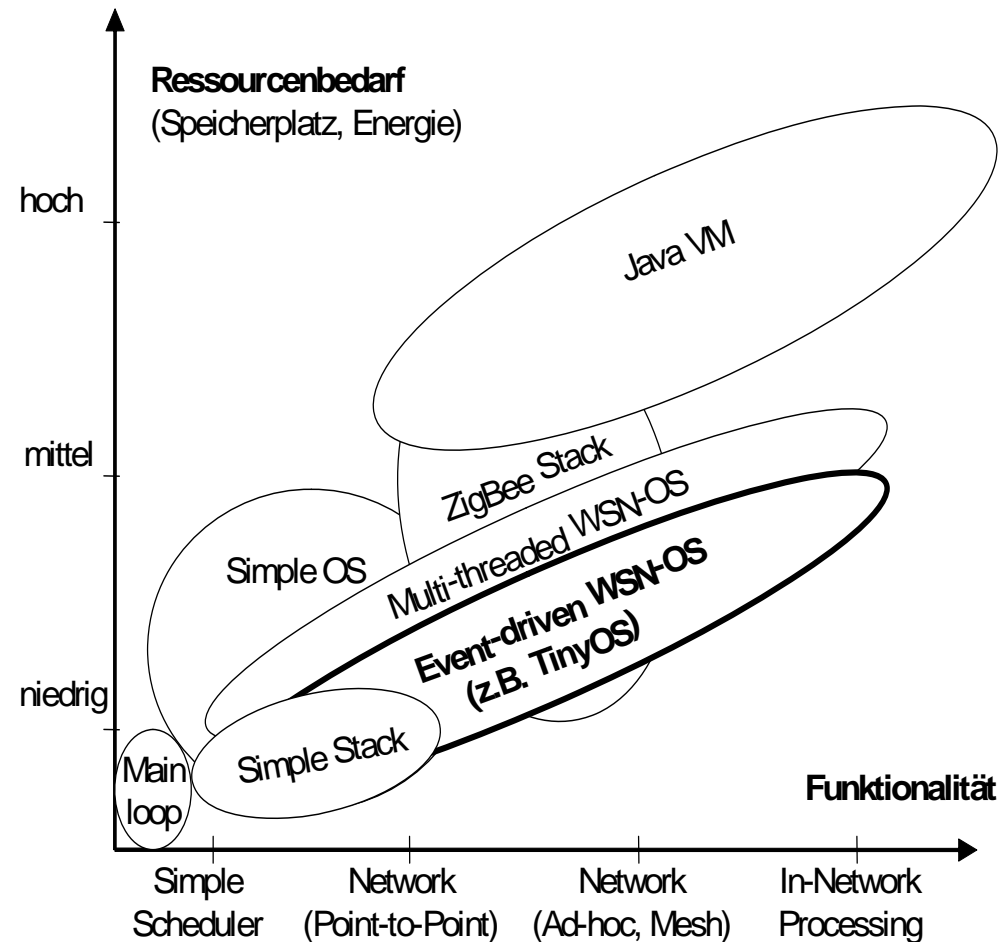 Ressourcenbedarf
(Speicherplatz, Energie)
hoch
Java VM
mittel
ZigBee Stack
Multi-threaded WSN-OS
Simple OS
Event-driven WSN-OS
(z.B. TinyOS)
niedrig
Simple Stack
Main
loop
Funktionalität
Simple
Scheduler
Network
(Point-to-Point)
Network
(Ad-hoc, Mesh)
In-Network
Processing